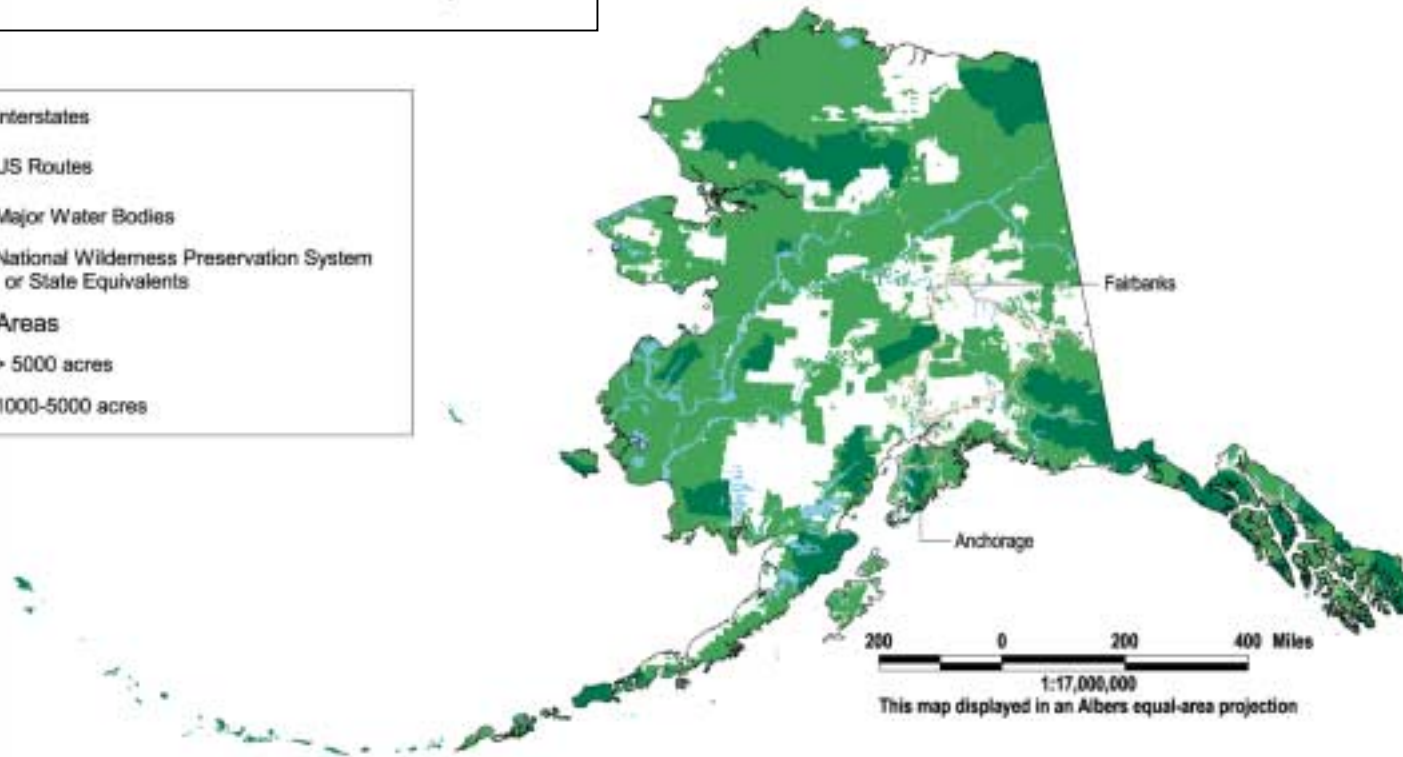 nterstates
US Routes
Major Water Bodies
National Wilderness Preservation System
or State Equivalents
Areas
> 5000 acres
1000-5000 acres
Fairbanks
Anchorage
200 0 200 400 Miles
1:17,000,000
This map displayed in an Albers equal-area projection